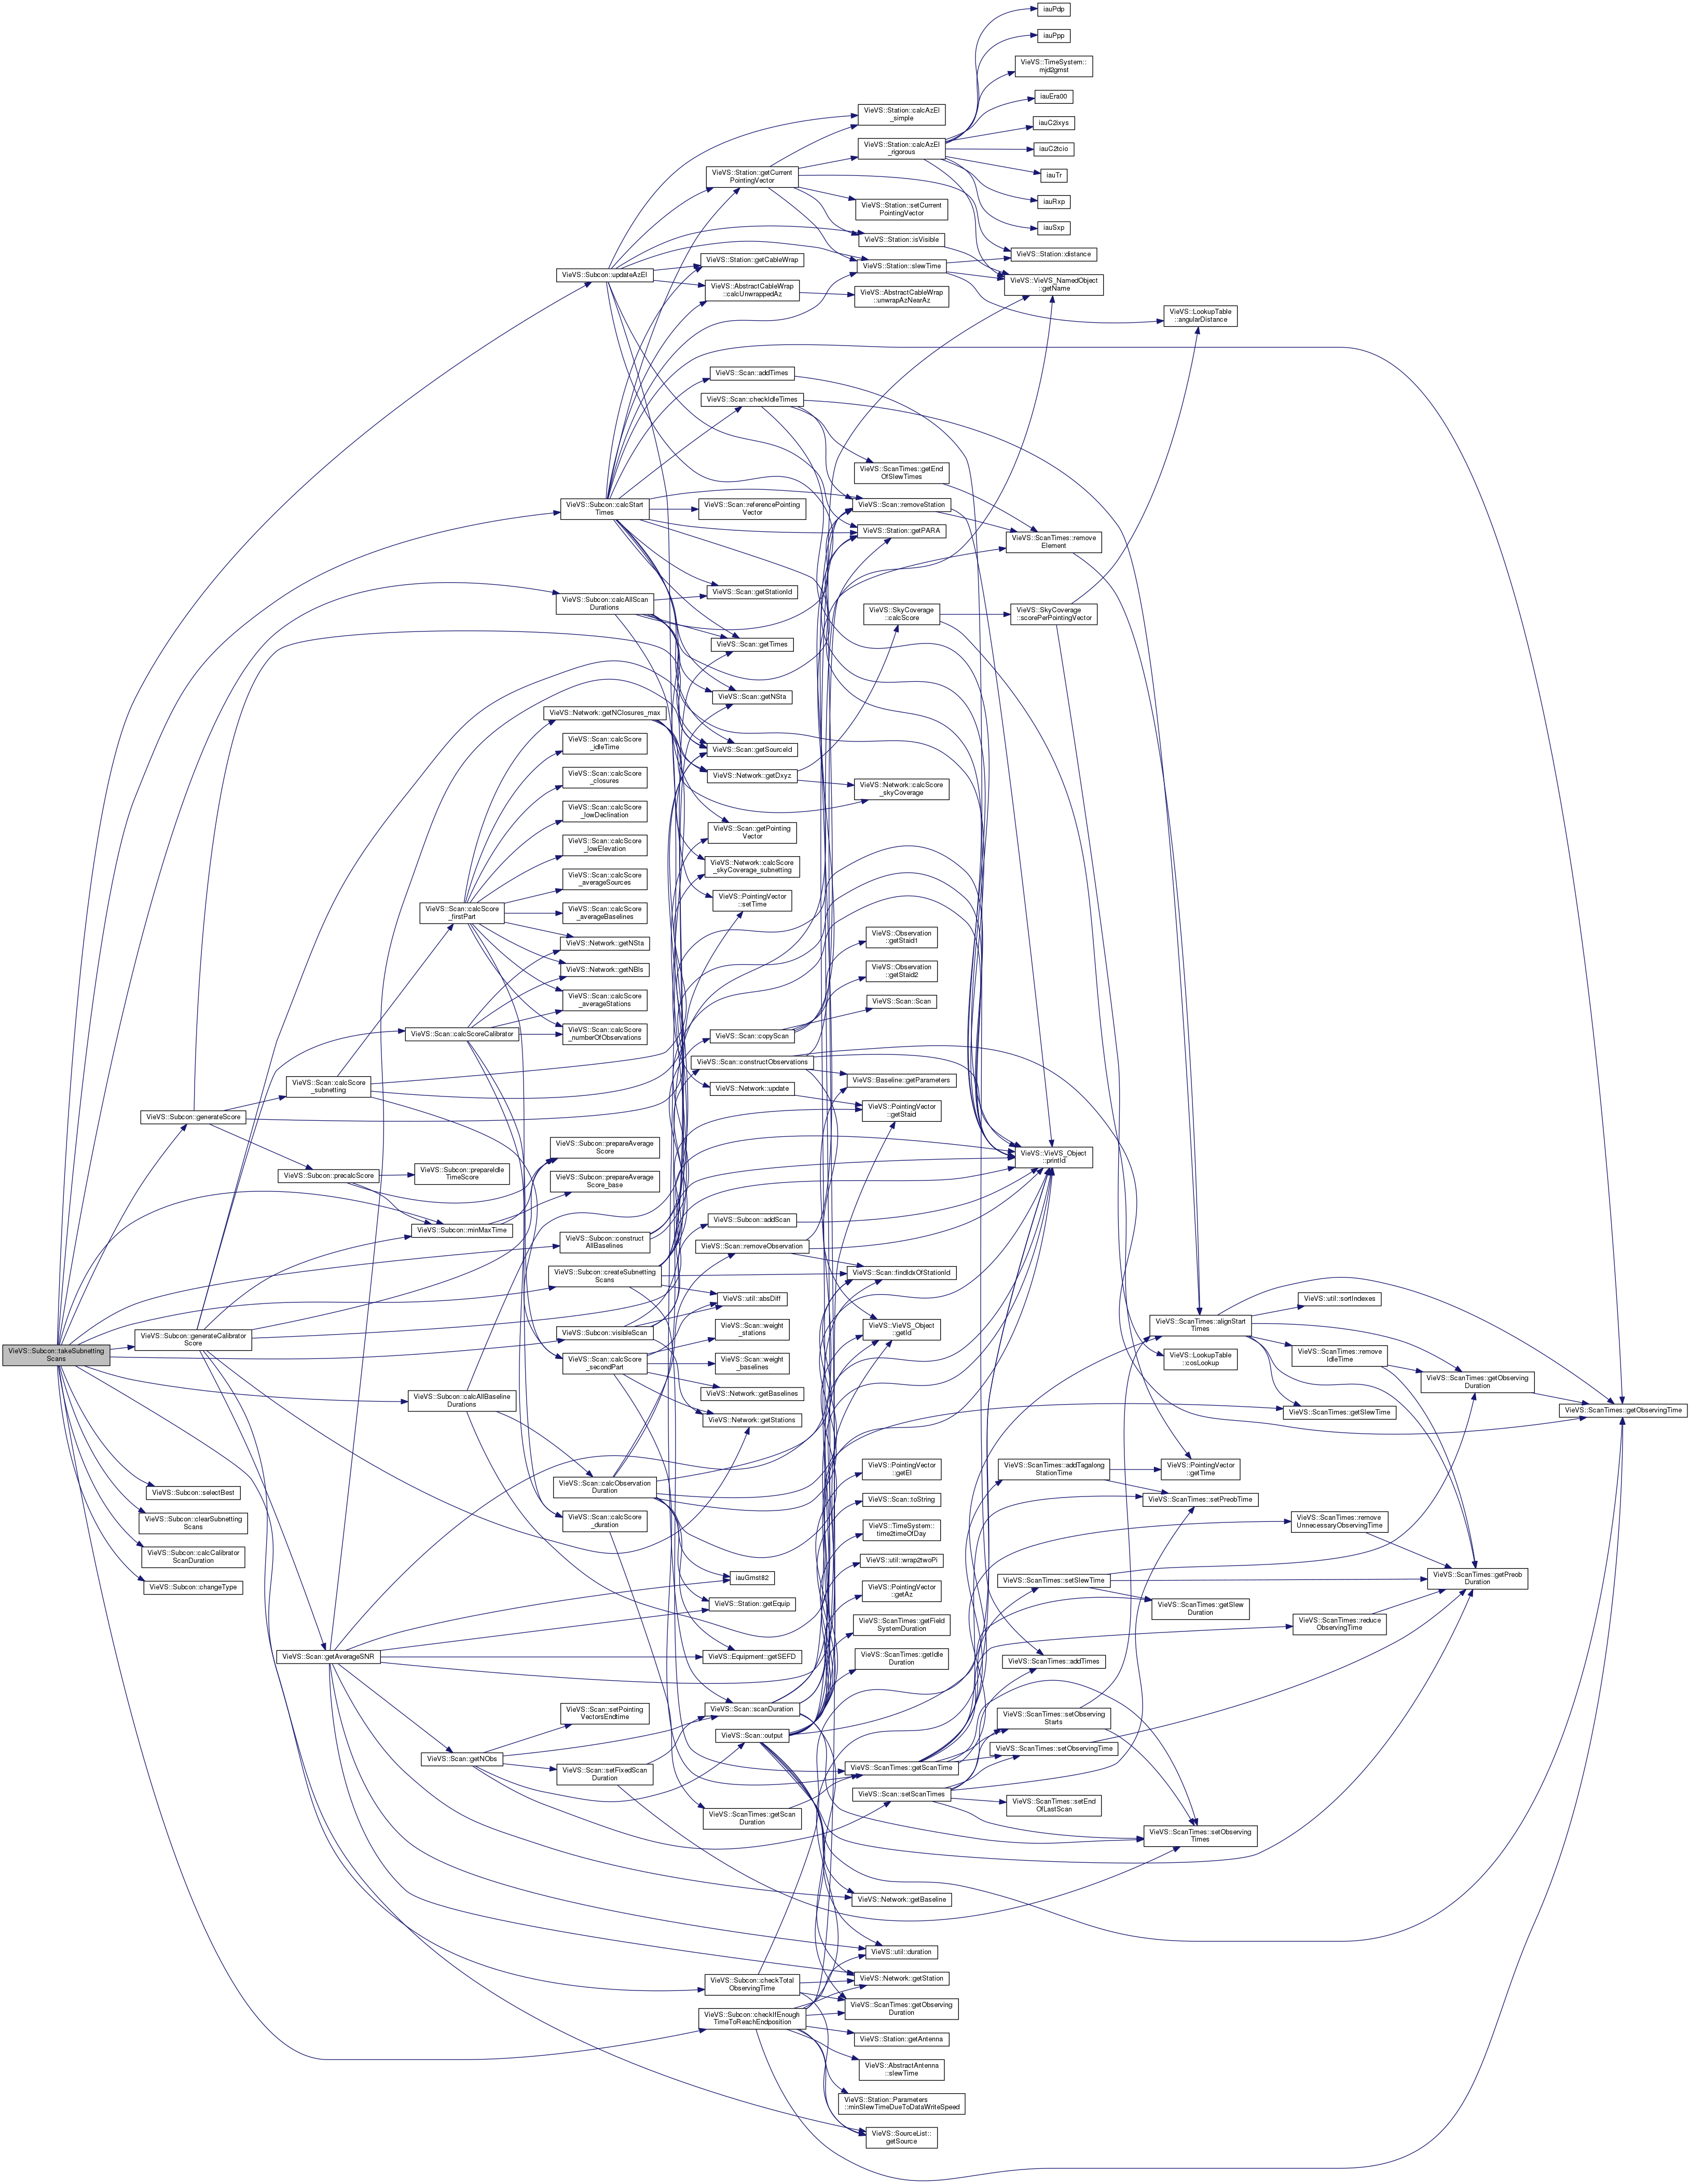 iauPdp
iauPpp
VieVS::TimeSystem::
mjd2gmst
iauEra00
VieVS::Station::calcAzEl
_simple
iauC2ixys
VieVS::Station::calcAzEl
_rigorous
iauC2tcio
iauTr
VieVS::Station::getCurrent
PointingVector
iauRxp
VieVS::Station::setCurrent
PointingVector
iauSxp
VieVS::Station::isVisible
VieVS::Station::distance
VieVS::Station::getCableWrap
VieVS::Station::slewTime
VieVS::Subcon::updateAzEl
VieVS::VieVS_NamedObject
::getName
VieVS::AbstractCableWrap
::calcUnwrappedAz
VieVS::AbstractCableWrap
::unwrapAzNearAz
VieVS::LookupTable
::angularDistance
VieVS::Scan::addTimes
VieVS::Scan::checkIdleTimes
VieVS::ScanTimes::getEnd
OfSlewTimes
VieVS::Subcon::calcStart
Times
VieVS::Scan::referencePointing
Vector
VieVS::Scan::removeStation
VieVS::Station::getPARA
VieVS::ScanTimes::remove
Element
VieVS::Scan::getStationId
VieVS::Subcon::calcAllScan
Durations
VieVS::SkyCoverage
::calcScore
VieVS::SkyCoverage
::scorePerPointingVector
VieVS::Scan::getTimes
VieVS::Scan::getNSta
VieVS::Network::getNClosures_max
VieVS::Scan::calcScore
_idleTime
VieVS::Scan::getSourceId
VieVS::Scan::calcScore
_closures
VieVS::Network::getDxyz
VieVS::Network::calcScore
_skyCoverage
VieVS::Scan::calcScore
_lowDeclination
VieVS::Scan::getPointing
Vector
VieVS::Scan::calcScore
_lowElevation
VieVS::Network::calcScore
_skyCoverage_subnetting
VieVS::Scan::calcScore
_averageSources
VieVS::PointingVector
::setTime
VieVS::Scan::calcScore
_firstPart
VieVS::Scan::calcScore
_averageBaselines
VieVS::Network::getNSta
VieVS::Observation
::getStaid1
VieVS::Network::getNBls
VieVS::Observation
::getStaid2
VieVS::Scan::calcScore
_averageStations
VieVS::Scan::Scan
VieVS::Scan::calcScoreCalibrator
VieVS::Scan::calcScore
_numberOfObservations
VieVS::Scan::copyScan
VieVS::Scan::constructObservations
VieVS::Scan::calcScore
_subnetting
VieVS::Network::update
VieVS::Baseline::getParameters
VieVS::PointingVector
::getStaid
VieVS::Subcon::generateScore
VieVS::Subcon::prepareAverage
Score
VieVS::VieVS_Object
::printId
VieVS::Subcon::precalcScore
VieVS::Subcon::prepareIdle
TimeScore
VieVS::Subcon::prepareAverage
Score_base
VieVS::Subcon::minMaxTime
VieVS::Subcon::addScan
VieVS::Subcon::construct
AllBaselines
VieVS::Scan::removeObservation
VieVS::Subcon::createSubnetting
Scans
VieVS::Scan::findIdxOfStationId
VieVS::util::absDiff
VieVS::util::sortIndexes
VieVS::ScanTimes::alignStart
Times
VieVS::VieVS_Object
::getId
VieVS::Subcon::generateCalibrator
Score
VieVS::Subcon::visibleScan
VieVS::Scan::weight
_stations
VieVS::Subcon::takeSubnetting
Scans
VieVS::ScanTimes::remove
IdleTime
VieVS::LookupTable
::cosLookup
VieVS::Scan::calcScore
_secondPart
VieVS::Scan::weight
_baselines
VieVS::ScanTimes::getObserving
Duration
VieVS::Network::getBaselines
VieVS::Subcon::calcAllBaseline
Durations
VieVS::Network::getStations
VieVS::ScanTimes::getSlewTime
VieVS::ScanTimes::getObservingTime
VieVS::PointingVector
::getEl
VieVS::ScanTimes::addTagalong
StationTime
VieVS::PointingVector
::getTime
VieVS::Scan::calcObservation
Duration
VieVS::Subcon::selectBest
VieVS::Scan::toString
VieVS::ScanTimes::setPreobTime
VieVS::Subcon::clearSubnetting
Scans
VieVS::Scan::calcScore
_duration
VieVS::TimeSystem::
time2timeOfDay
VieVS::ScanTimes::remove
UnnecessaryObservingTime
VieVS::Subcon::calcCalibrator
ScanDuration
VieVS::util::wrap2twoPi
iauGmst82
VieVS::ScanTimes::setSlewTime
VieVS::ScanTimes::getPreob
Duration
VieVS::Subcon::changeType
VieVS::PointingVector
::getAz
VieVS::Station::getEquip
VieVS::ScanTimes::getSlew
Duration
VieVS::ScanTimes::getField
SystemDuration
VieVS::ScanTimes::reduce
ObservingTime
VieVS::Scan::getAverageSNR
VieVS::Equipment::getSEFD
VieVS::ScanTimes::getIdle
Duration
VieVS::ScanTimes::addTimes
VieVS::Scan::setPointing
VectorsEndtime
VieVS::Scan::scanDuration
VieVS::ScanTimes::setObserving
Starts
VieVS::Scan::output
VieVS::ScanTimes::setObservingTime
VieVS::Scan::getNObs
VieVS::Scan::setFixedScan
Duration
VieVS::ScanTimes::getScanTime
VieVS::Scan::setScanTimes
VieVS::ScanTimes::setEnd
OfLastScan
VieVS::ScanTimes::getScan
Duration
VieVS::ScanTimes::setObserving
Times
VieVS::Network::getBaseline
VieVS::util::duration
VieVS::Subcon::checkTotal
ObservingTime
VieVS::Network::getStation
VieVS::ScanTimes::getObserving
Duration
VieVS::Subcon::checkIfEnough
TimeToReachEndposition
VieVS::Station::getAntenna
VieVS::AbstractAntenna
::slewTime
VieVS::Station::Parameters
::minSlewTimeDueToDataWriteSpeed
VieVS::SourceList::
getSource